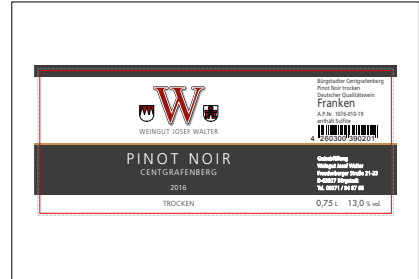 W
WEINGUT JOSEF WALTER
PINOT NOIR
CENTGRAFENBERG
2016
TROCKEN
Bürgstadter Centgrafenberg
Pinot Noir trocken
Deutscher Qualitätswein
Franken
A.P.Nr. 1076-010-19
enthält Sulfite
4 260300 390201
Gutsabfüllung
Weingut Josef Walter
Freudenberger Straße 21-23
D-63927 Bürgstadt
Tel. 09371 / 94 87 66
0,75 L 13,0 % vol.